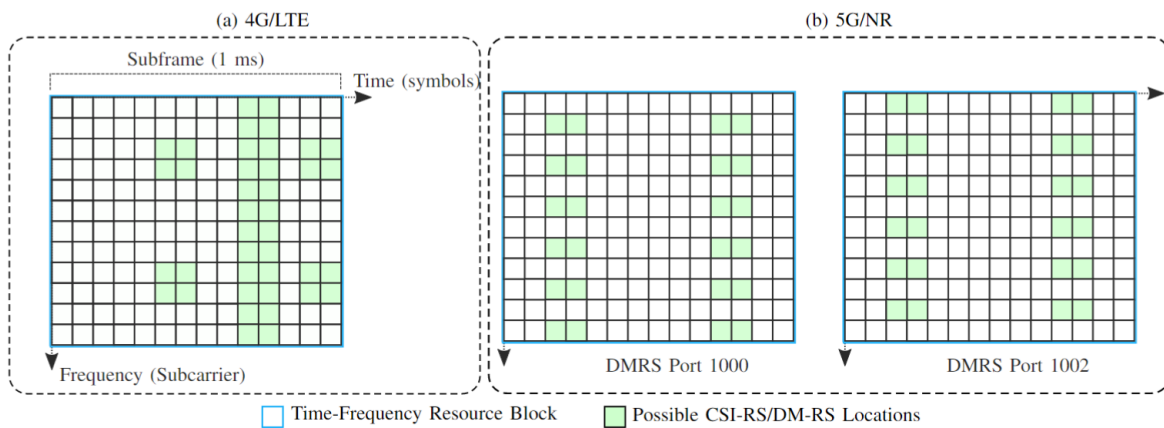 (a) 4G/LTE
(b) 5G/NR
Subframe (1 ms)
Time (symbols)
Frequency (Subcarrier)
DMRS Port 1000
DMRS Port 1002
Time-Frequency Resource Block
Possible CSI-RS/DM-RS Locations